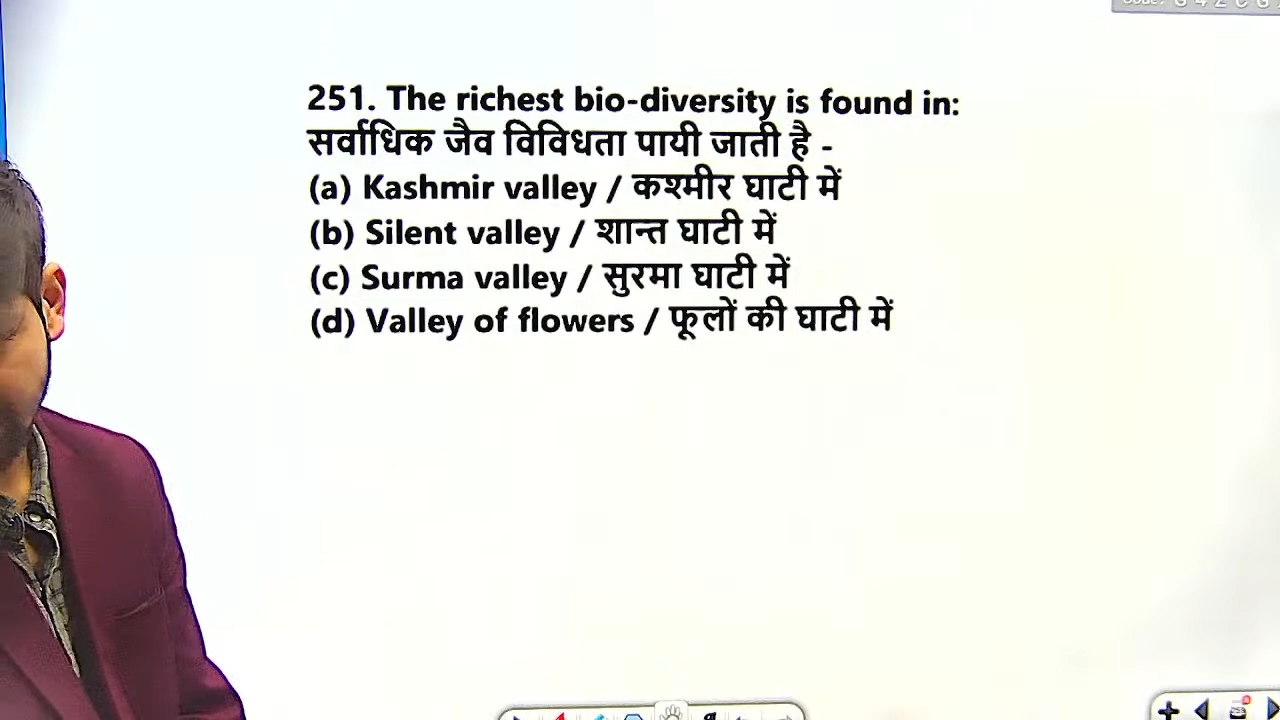 251. The richest bio-diversity is found in:
सर्वाधिक जैव विविधता पायी जाती है -
(a) Kashmir valley / कश्मीर घाटी में
(b) Silent valley / शान्त घाटी में
(c) Surma valley / सुरमा घाटी में
(d) Valley of flowers / फूलों की घाटी में